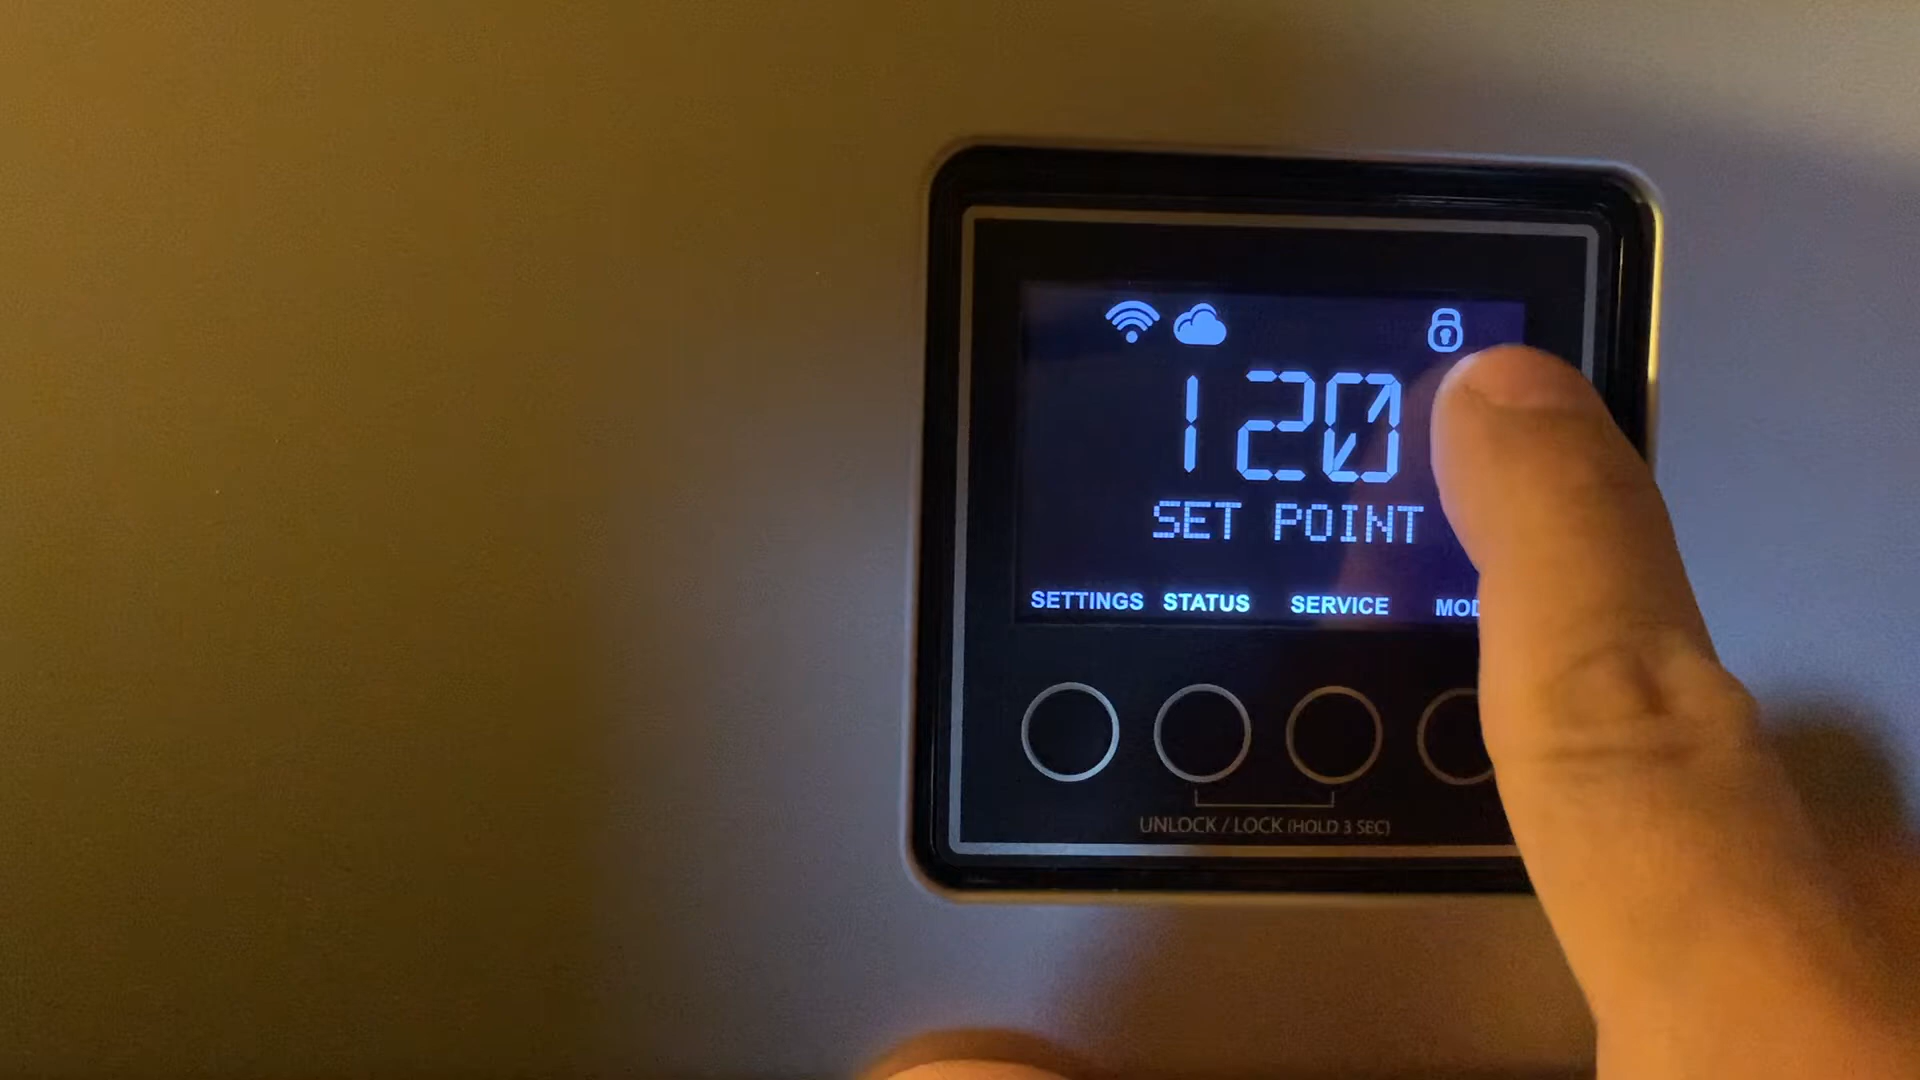 120
SET POINT
SETTINGS STATUS SERVICE
UNLOCK / LOCK (HOLD 3 SEC)